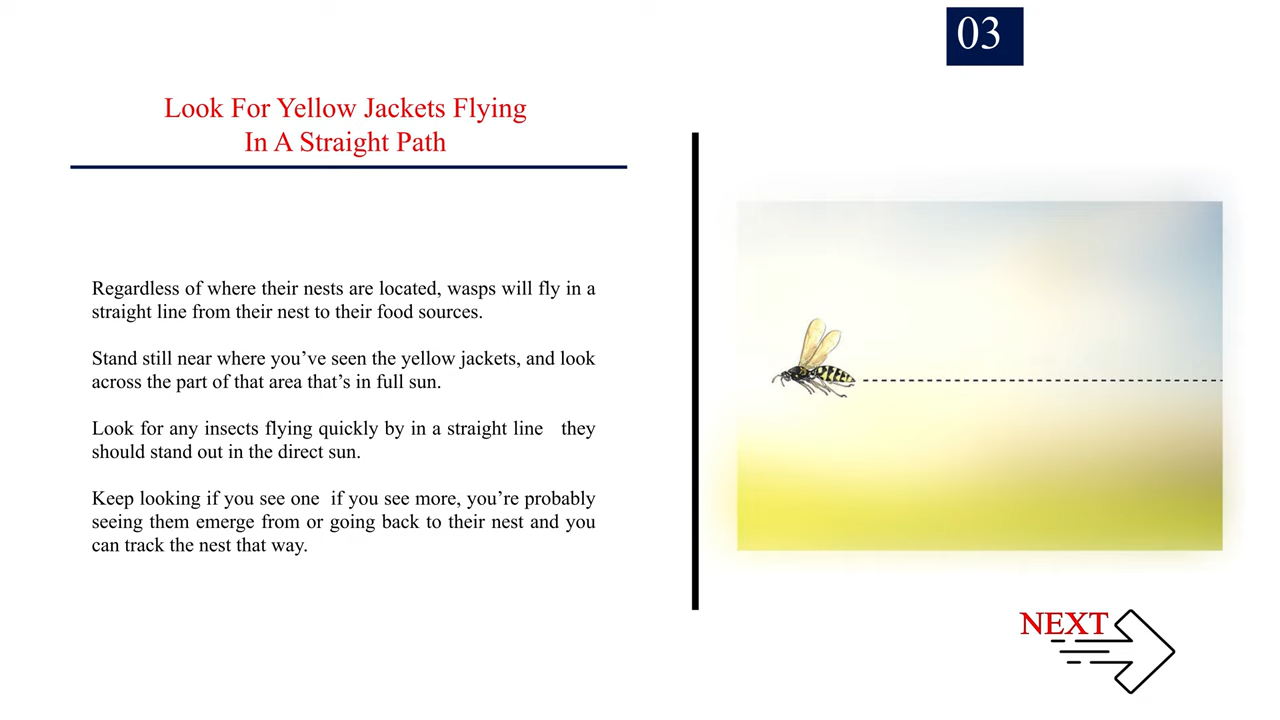 03
Look For Yellow Jackets Flying
In A Straight Path
Regardless of where their nests are located, wasps will fly in a
straight line from their nest to their food sources.
Stand still near where you’ve seen the yellow jackets, and look
across the part of that area that’s in full sun.
Look for any insects flying quickly by in a straight line they
should stand out in the direct sun.
Keep looking if you see one if you see more, you’re probably
seeing them emerge from or going back to their nest and you
can track the nest that way.
NEXT